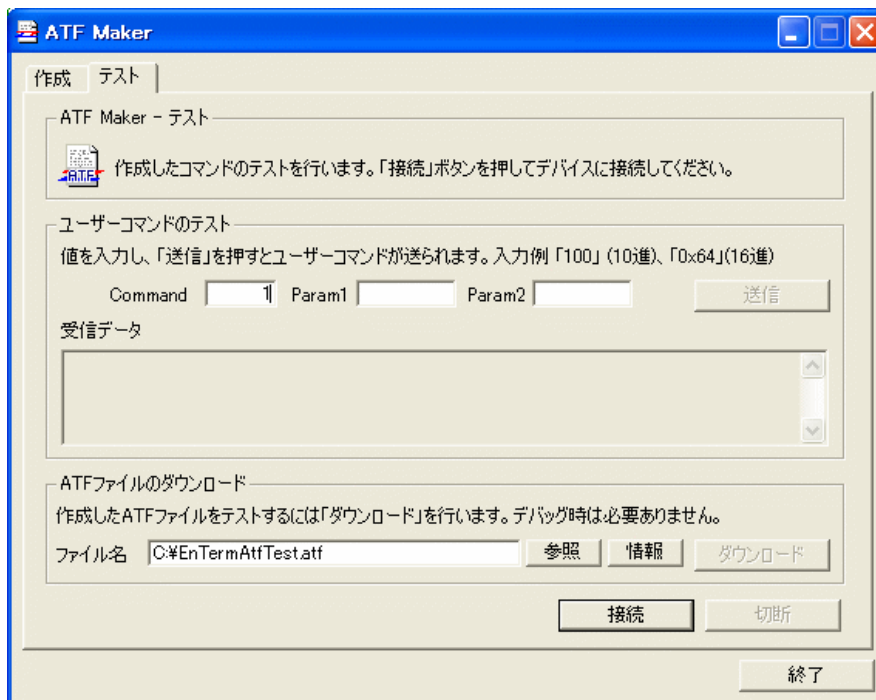 ATF Maker
作成 テスト
ATF Maker - テスト
ATF 作成したコマンドのテストを行います。「接続」ボタンを押してデバイスに接続してください。
ユーザーコマンドのテスト
値を入力し、「送信」を押すとユーザーコマンドが送られます。入力例 「100」 (10進)、「0x64」(16進)
Command 1 Param1 Param2 送信
受信データ
ATFファイルのダウンロード
作成したATFファイルをテストするには「ダウンロード」を行います。デバッグ時は必要ありません。
ファイル名 C:¥EnTermAtfTest.atf 参照 情報 ダウンロード
接続 切断
終了